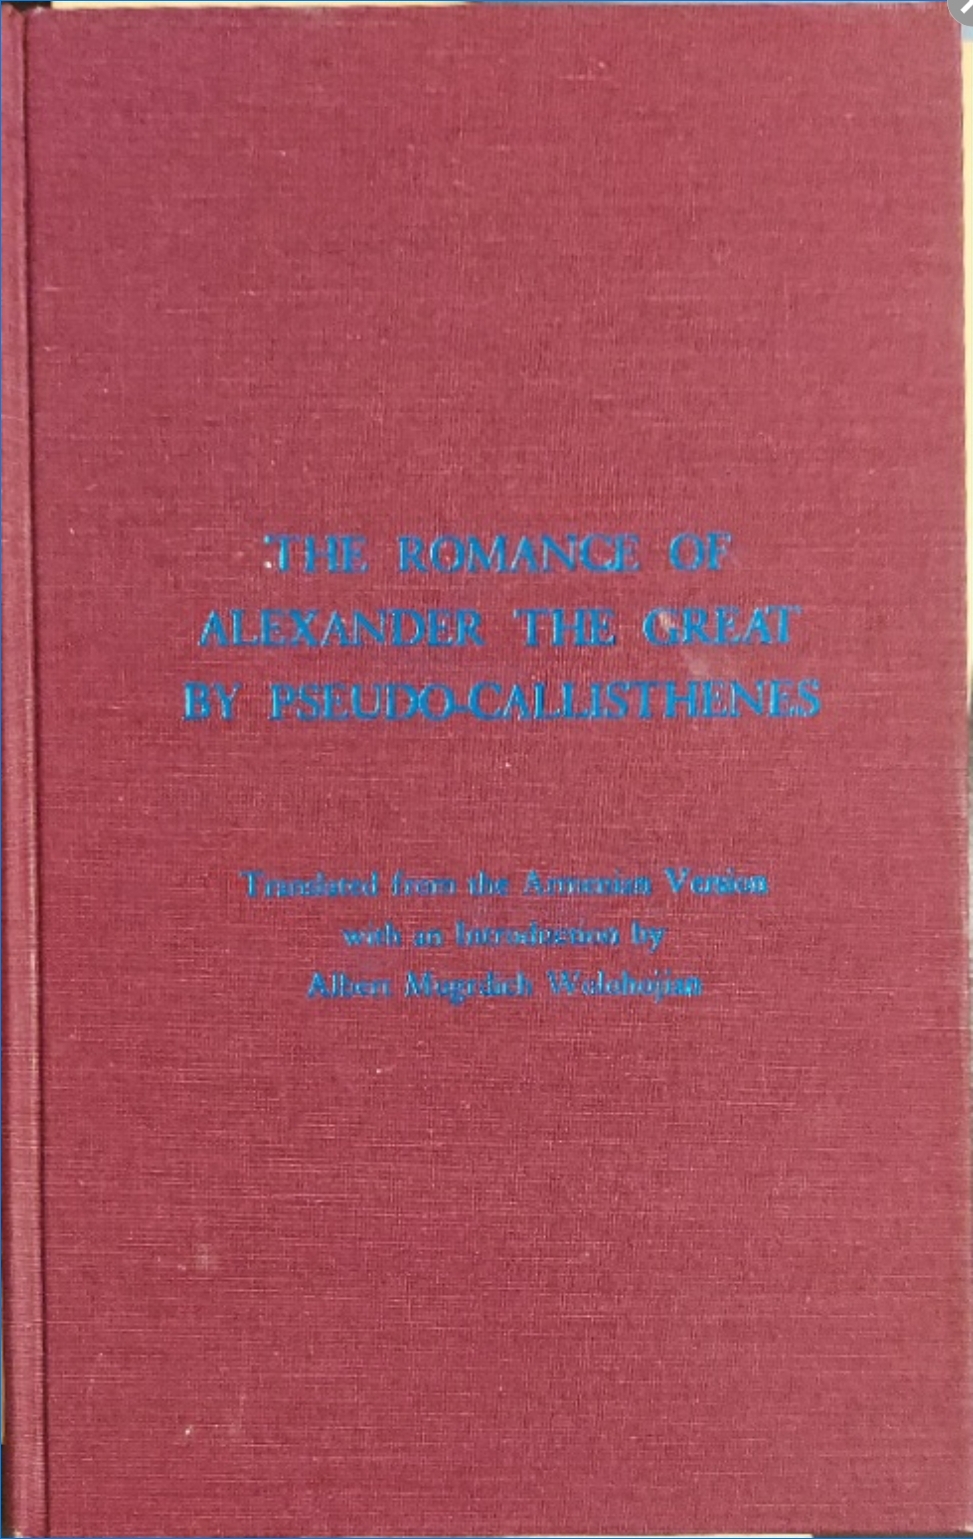 THE ROMANCE OF
ALEXANDER THE GREAT
BY PSEUDO-CALLISTHENES
Translated from the Armenian Version
with an Introduction by
Albert Mugrdich Wolohojian